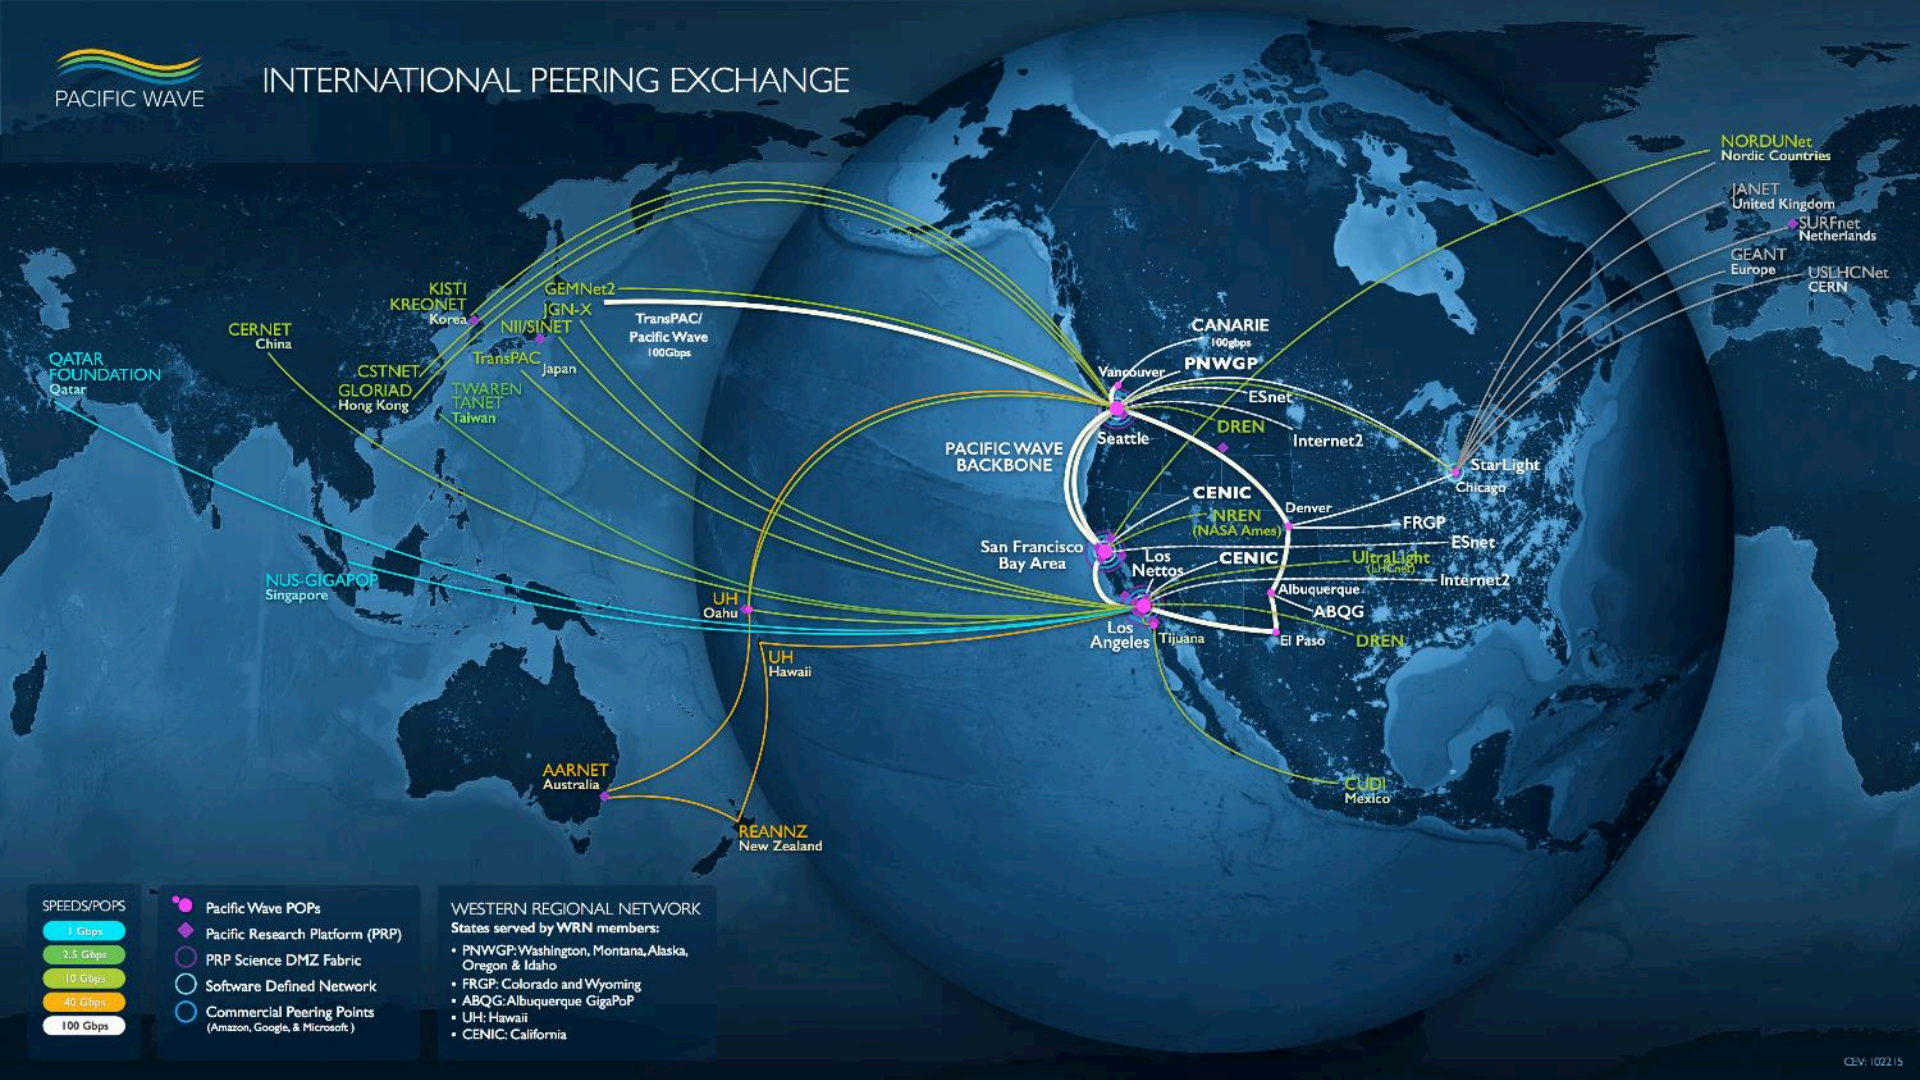 PACIFIC WAVE
INTERNATIONAL PEERING EXCHANGE
NORDUNet
Nordic Countries
JANET
United Kingdom
SURFnet
Netherlands
GEANT
Europe
USLHCNet
CERN
KISTI
KREONET
Korea
GEMNet2
JGN-X
NII/SINET
TransPAC
Japan
TransPAC/
Pacific Wave
100Gbps
CERNET
China
QATAR
FOUNDATION
Qatar
CSTNET
GLORIAD
Hong Kong
TWAREN
TANET
Taiwan
CANARIE
100gbps
PNWGP
Vancouver
ESnet
DREN
Internet2
Seattle
PACIFIC WAVE
BACKBONE
StarLight
Chicago
CENIC
NREN
(NASA Ames)
Denver
FRGP
ESnet
San Francisco
Bay Area
Los
Nettos
CENIC
UltraLight
(LHCnet)
Internet2
Albuquerque
ABQG
NUS-GIGAPOP
Singapore
UH
Oahu
Los
Angeles
Tijuana
El Paso
DREN
UH
Hawaii
AARNET
Australia
CUDI
Mexico
REANNZ
New Zealand
SPEEDS/POPS
1 Gbps
2.5 Gbps
10 Gbps
40 Gbps
100 Gbps
Pacific Wave POPs
Pacific Research Platform (PRP)
PRP Science DMZ Fabric
Software Defined Network
Commercial Peering Points
(Amazon, Google, & Microsoft )
WESTERN REGIONAL NETWORK
States served by WRN members:
• PNWGP: Washington, Montana, Alaska,
Oregon & Idaho
• FRGP: Colorado and Wyoming
• ABQG: Albuquerque GigaPoP
• UH: Hawaii
• CENIC: California
CEV: 102215